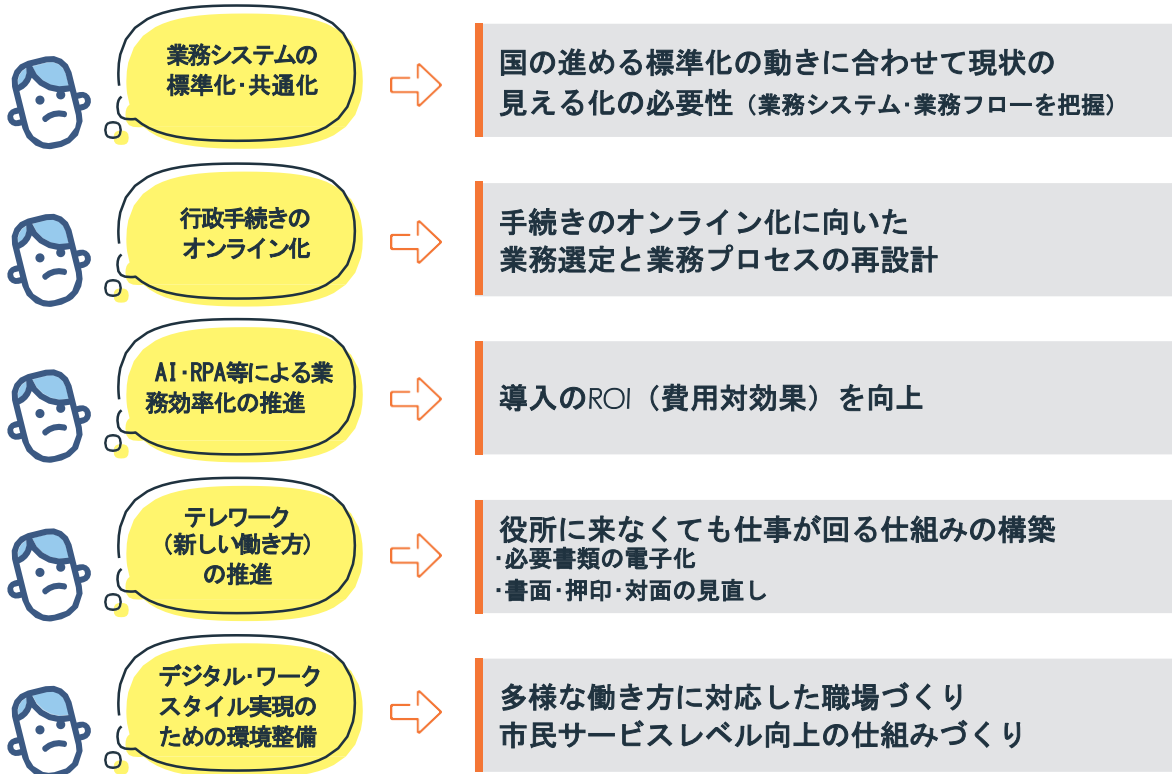 業務システムの
標準化･共通化
国の進める標準化の動きに合わせて現状の
見える化の必要性（業務システム･業務フローを把握）
行政手続きの
オンライン化
手続きのオンライン化に向いた
業務選定と業務プロセスの再設計
AI･RPA等による業
務効率化の推進
導入のROI（費用対効果）を向上
テレワーク
（新しい働き方）
の推進
役所に来なくても仕事が回る仕組みの構築
･必要書類の電子化
･書面･押印･対面の見直し
デジタル･ワーク
スタイル実現の
ための環境整備
多様な働き方に対応した職場づくり
市民サービスレベル向上の仕組みづくり